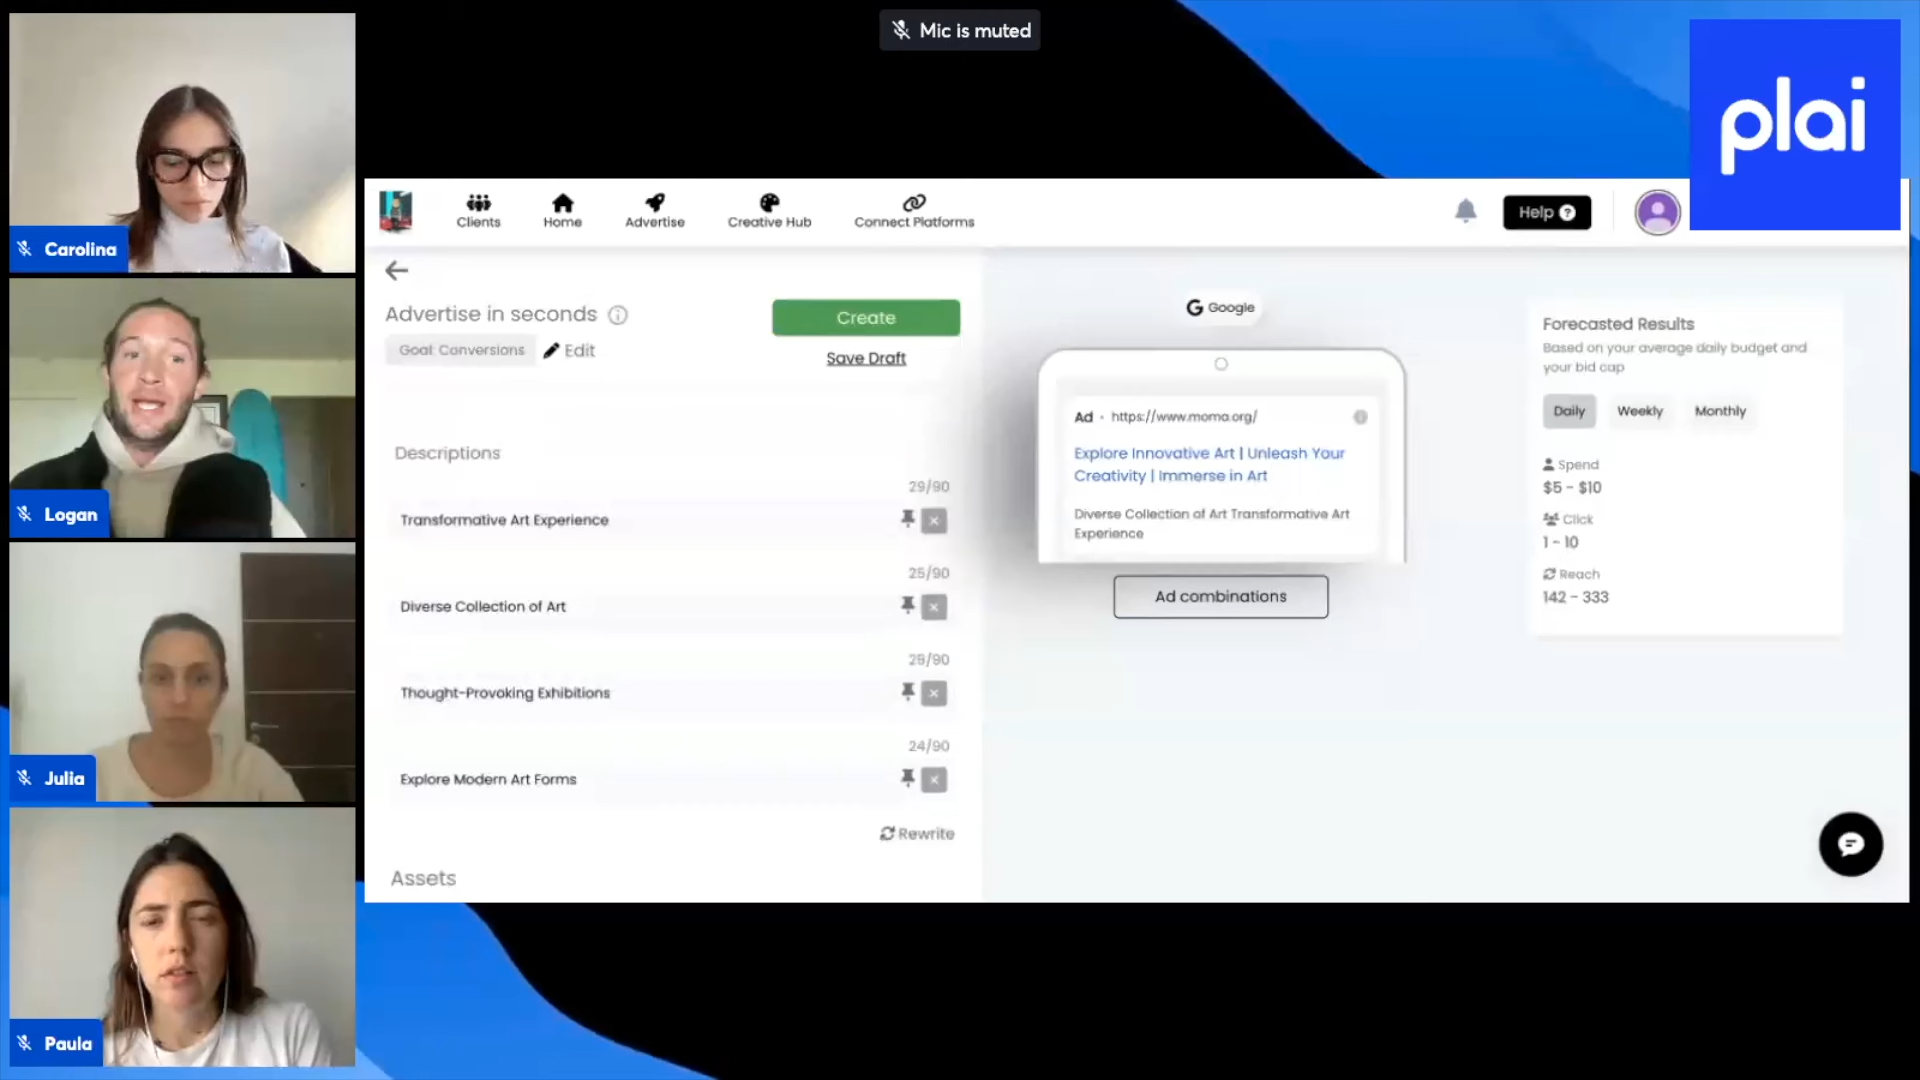 Mic is muted
plai
Carolina
Logan
Julia
Paula
Clients
Home
Advertise
Creative Hub
Connect Platforms
Help ?
Advertise in seconds
Create
Goal: Conversions
Edit
Save Draft
Descriptions
29/90
Transformative Art Experience
25/90
Diverse Collection of Art
29/90
Thought-Provoking Exhibitions
24/90
Explore Modern Art Forms
Rewrite
Assets
Google
Ad · https://www.moma.org/
Explore Innovative Art | Unleash Your
Creativity | Immerse in Art
Diverse Collection of Art Transformative Art
Experience
Ad combinations
Forecasted Results
Based on your average daily budget and
your bid cap
Daily Weekly Monthly
Spend
$5 - $10
Click
1 - 10
Reach
142 - 333